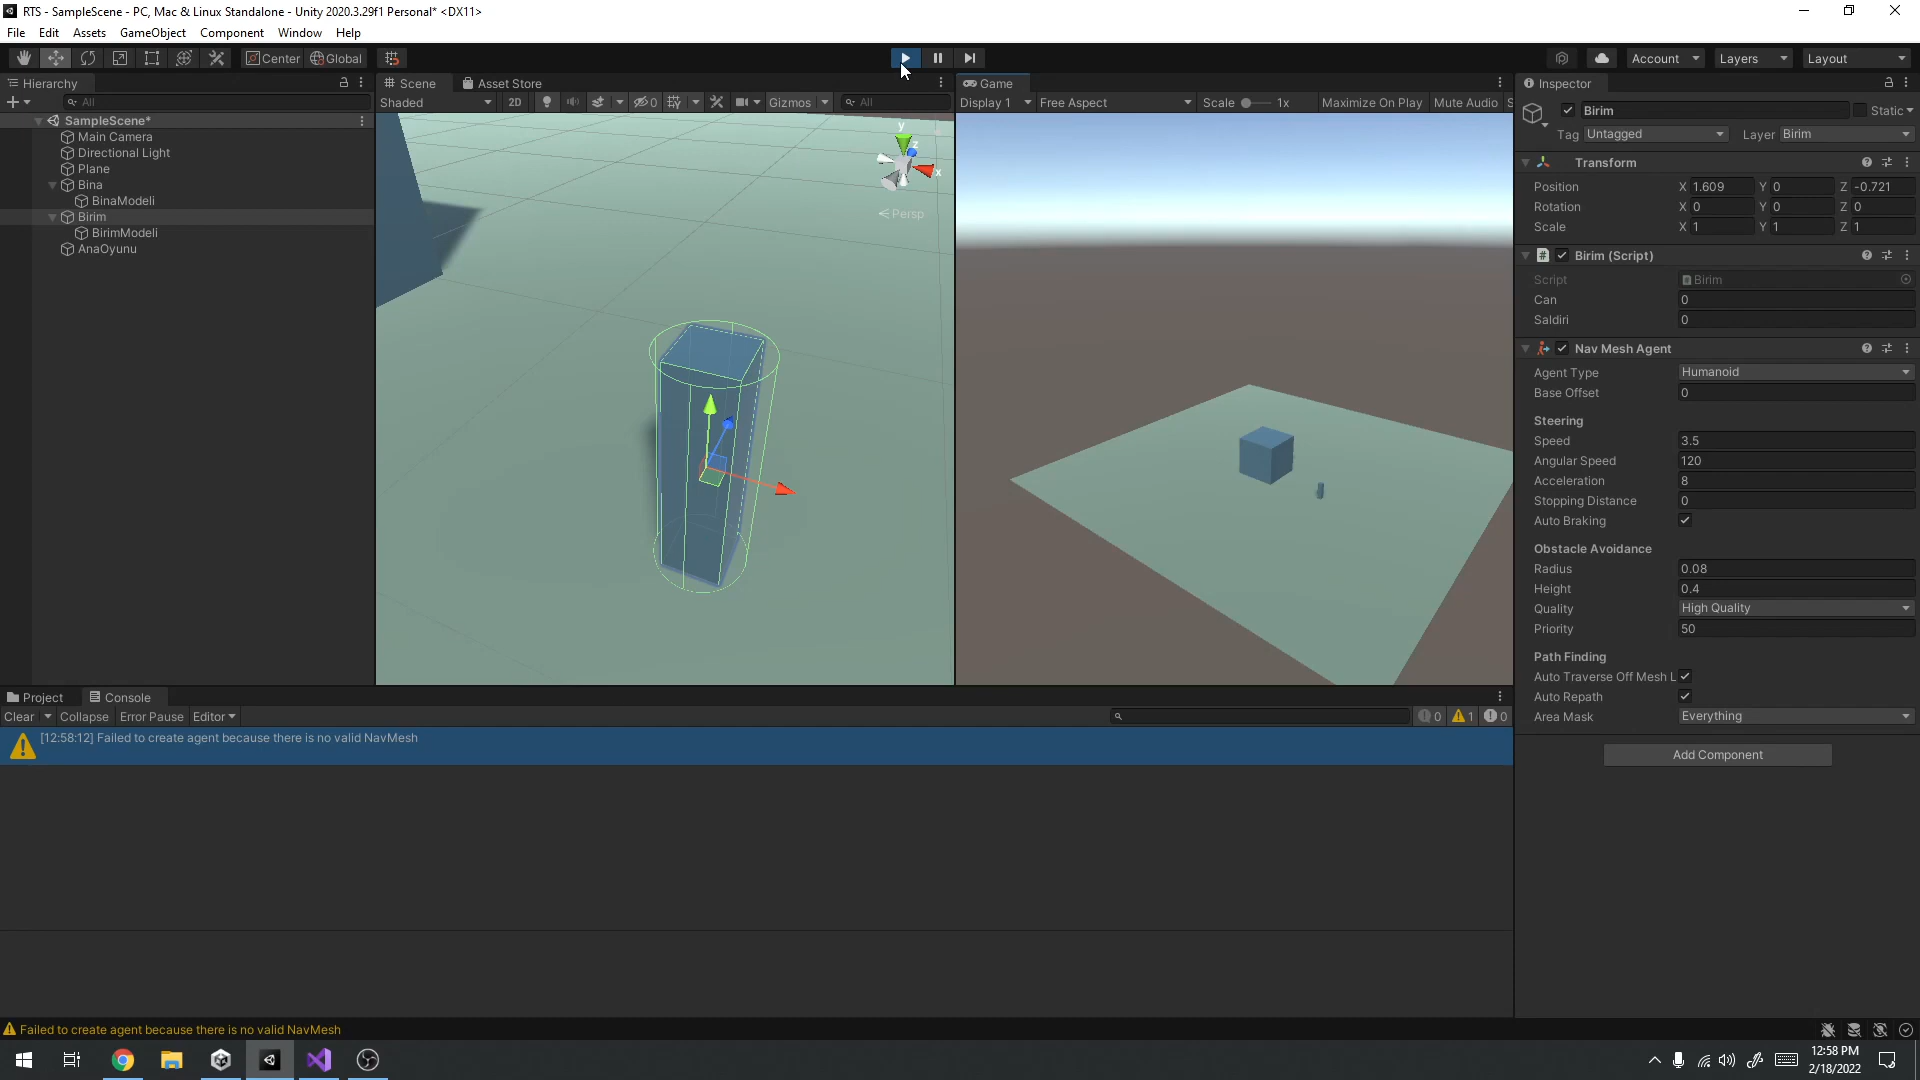 RTS - SampleScene - PC, Mac & Linux Standalone - Unity 2020.3.29f1 Personal* <DX11>
File Edit Assets GameObject Component Window Help
Center Global Account Layers Layout
Hierarchy
All
SampleScene*
Main Camera
Directional Light
Plane
Bina
BinaModeli
Birim
BirimModeli
AnaOyunu
Scene Asset Store
Shaded 2D 0 Gizmos All
y
z
x
Persp
Game
Display 1 Free Aspect Scale 1x Maximize On Play Mute Audio S
Inspector
Birim Static
Tag Untagged Layer Birim
Transform
Position X 1.609 Y 0 Z -0.721
Rotation X 0 Y 0 Z 0
Scale X 1 Y 1 Z 1
Birim (Script)
Script Birim
Can 0
Saldiri 0
Nav Mesh Agent
Agent Type Humanoid
Base Offset 0
Steering
Speed 3.5
Angular Speed 120
Acceleration 8
Stopping Distance 0
Auto Braking
Obstacle Avoidance
Radius 0.08
Height 0.4
Quality High Quality
Priority 50
Path Finding
Auto Traverse Off Mesh L
Auto Repath
Area Mask Everything
Add Component
Project Console
Clear Collapse Error Pause Editor 0 1 0
[12:58:12] Failed to create agent because there is no valid NavMesh
Failed to create agent because there is no valid NavMesh
12:58 PM
2/18/2022